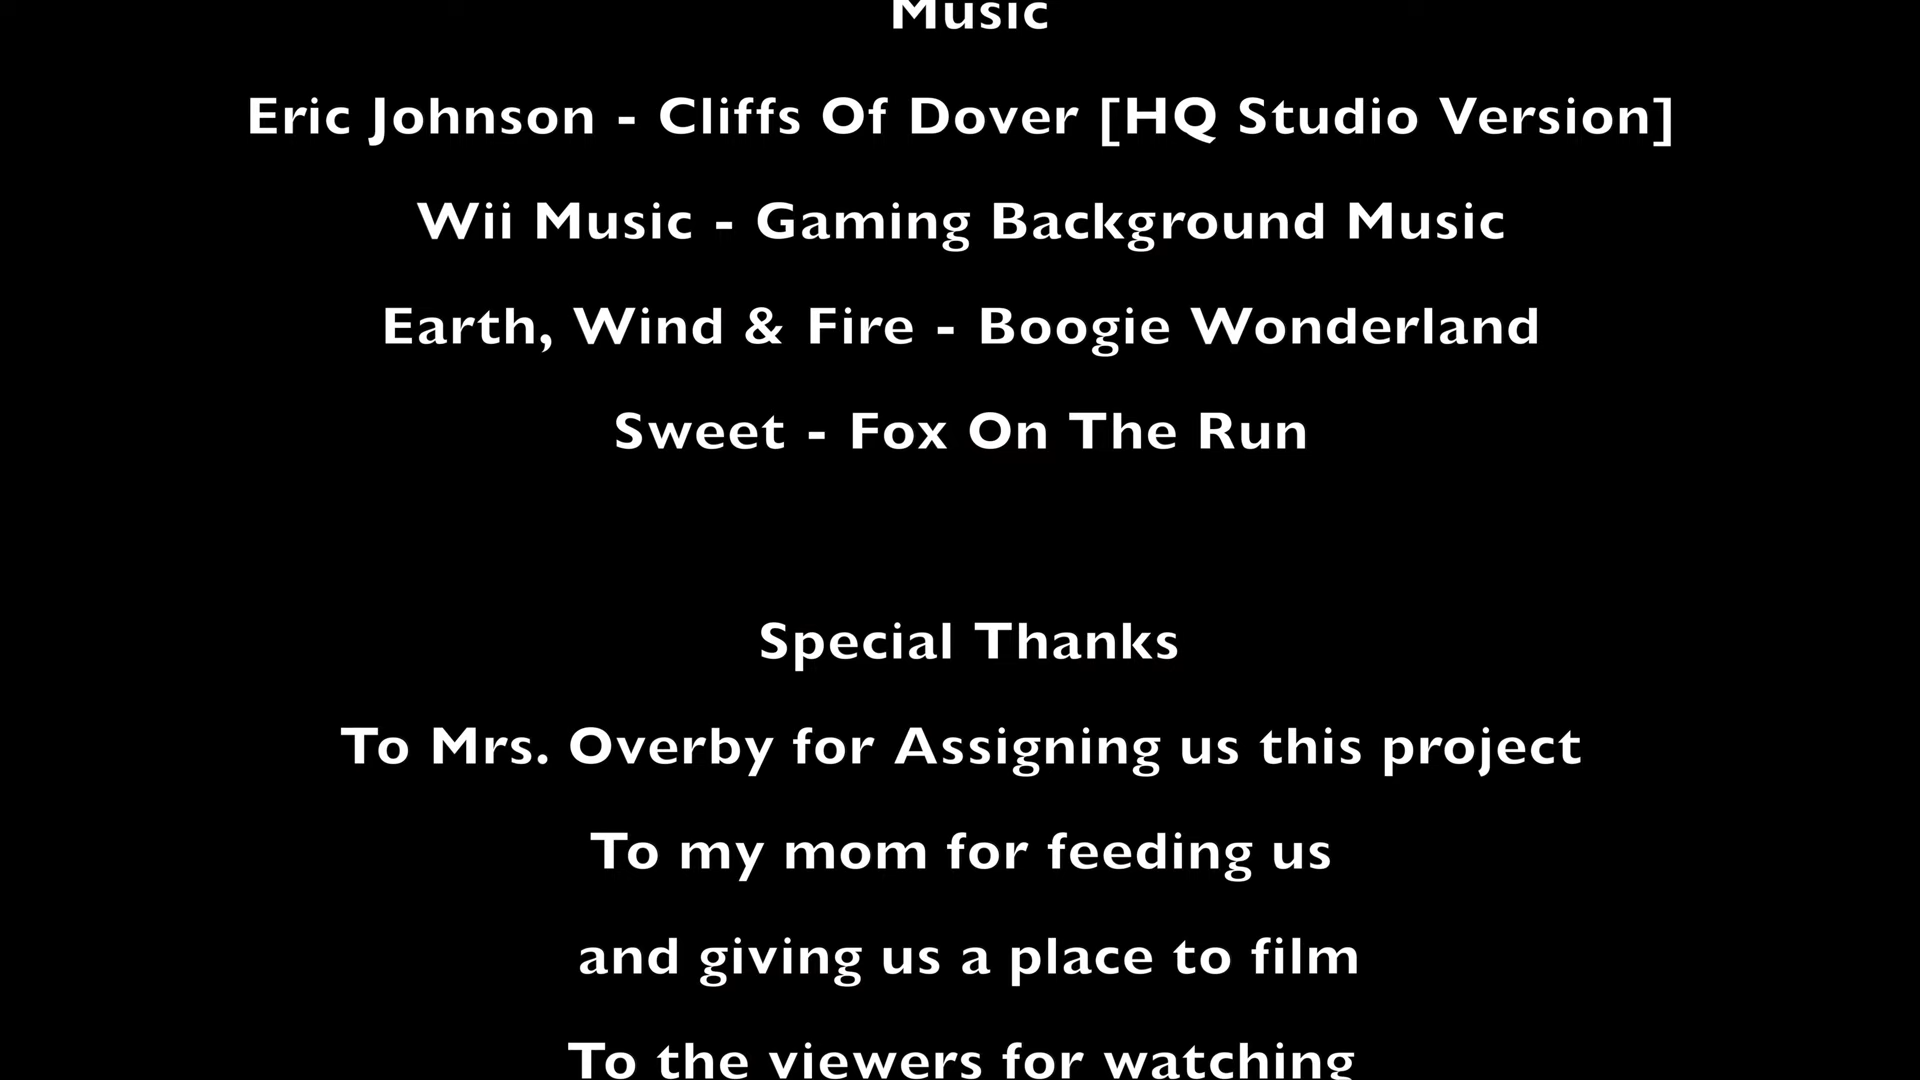 Music
Eric Johnson - Cliffs Of Dover [HQ Studio Version]
Wii Music - Gaming Background Music
Earth, Wind & Fire - Boogie Wonderland
Sweet - Fox On The Run
Special Thanks
To Mrs. Overby for Assigning us this project
To my mom for feeding us
and giving us a place to film
To the viewers for watching